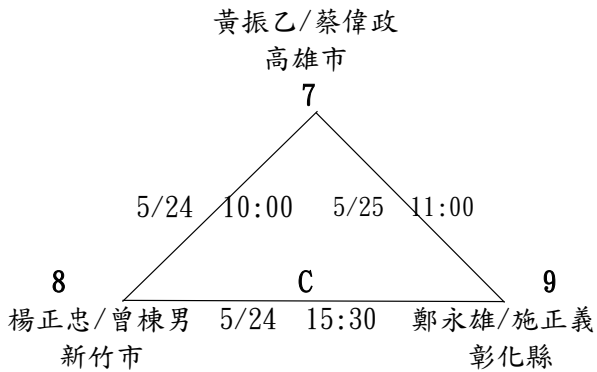 黃振乙/蔡偉政
高雄市
7
5/24 10:00 5/25 11:00
8 C 9
楊正忠/曾棟男 5/24 15:30 鄭永雄/施正義
新竹市 彰化縣